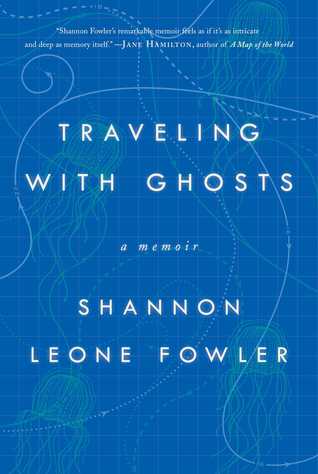 "Shannon Fowler's remarkable memoir feels as if it's as intricate
and deep as memory itself." —JANE HAMILTON, author of A Map of the World
TRAVELING
WITH GHOSTS
a memoir
SHANNON
LEONE FOWLER